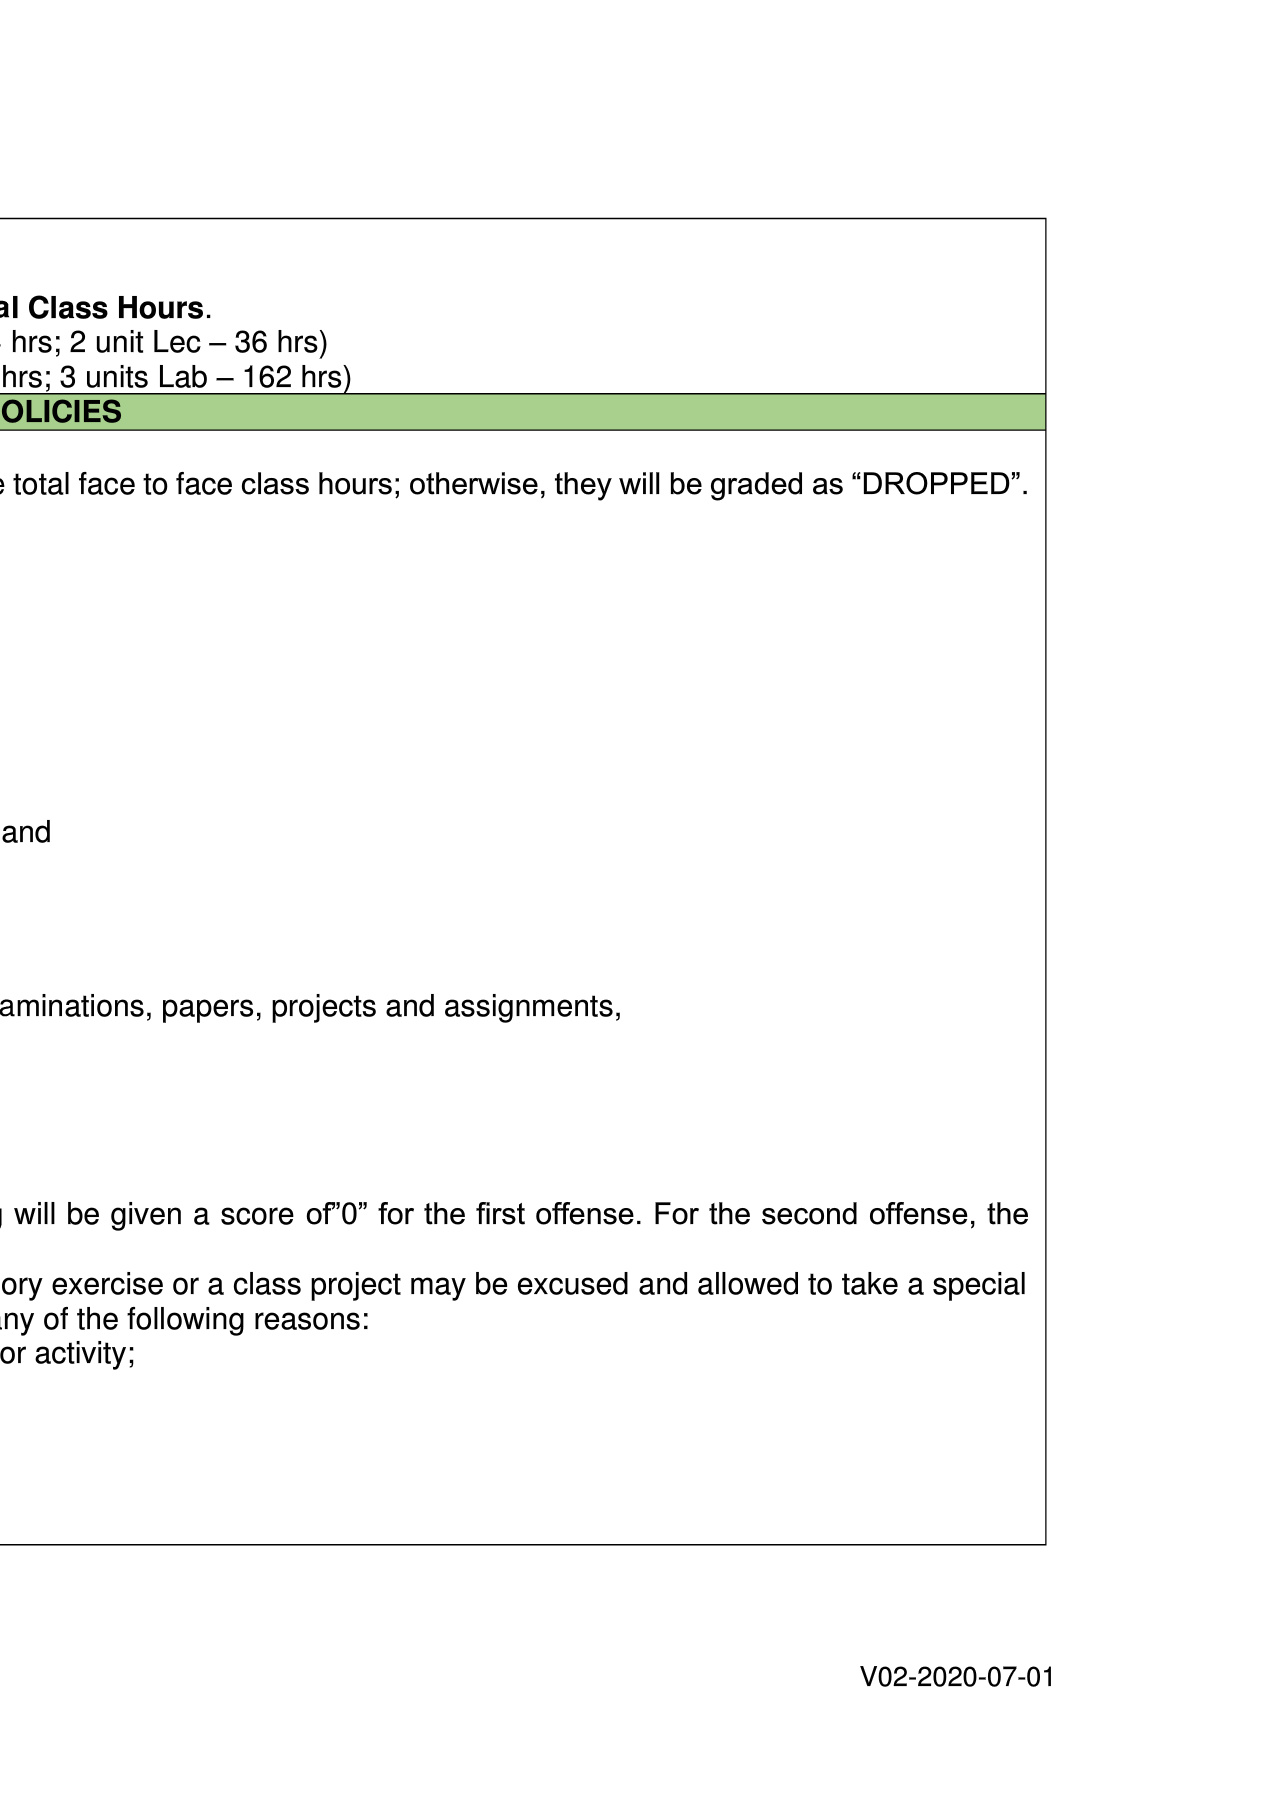 al Class Hours.
hrs; 2 unit Lec – 36 hrs)
hrs; 3 units Lab – 162 hrs)
OLICIES
e total face to face class hours; otherwise, they will be graded as “DROPPED”.
and
aminations, papers, projects and assignments,
g will be given a score of”0” for the first offense. For the second offense, the
ory exercise or a class project may be excused and allowed to take a special
any of the following reasons:
or activity;
V02-2020-07-01